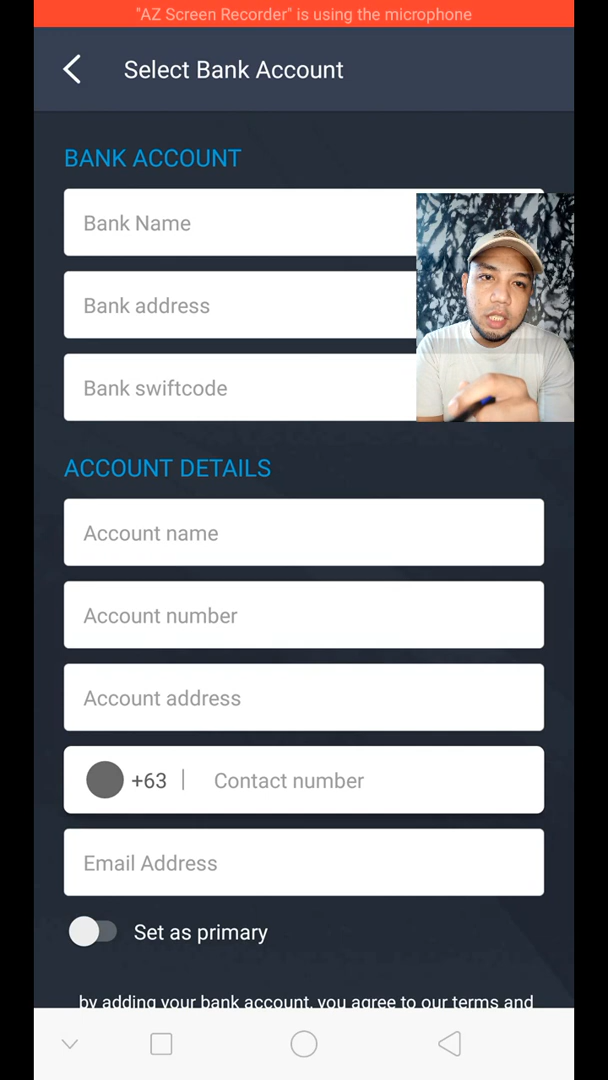 "AZ Screen Recorder" is using the microphone
Select Bank Account
BANK ACCOUNT
Bank Name
Bank address
Bank swiftcode
ACCOUNT DETAILS
Account name
Account number
Account address
+63 | Contact number
Email Address
Set as primary
by adding your bank account, you agree to our terms and